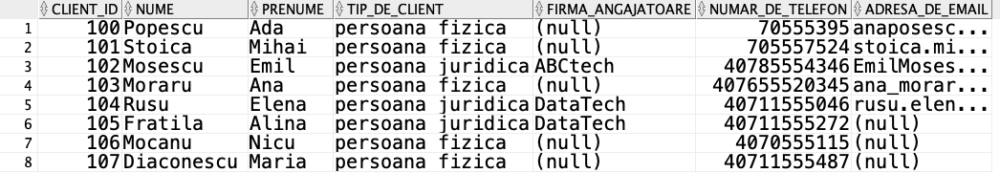 CLIENT_ID NUME PRENUME TIP_DE_CLIENT FIRMA_ANGAJATOARE NUMAR_DE_TELEFON ADRESA_DE_EMAIL
1 100 Popescu Ada persoana fizica (null) 70555395 anaposesc...
2 101 Stoica Mihai persoana fizica (null) 705557524 stoica.mi...
3 102 Mosescu Emil persoana juridica ABCtech 40785554346 EmilMoses...
4 103 Moraru Ana persoana fizica (null) 407655520345 ana_morar...
5 104 Rusu Elena persoana juridica DataTech 40711555046 rusu.elen...
6 105 Fratila Alina persoana juridica DataTech 40711555272 (null)
7 106 Mocanu Nicu persoana fizica (null) 4070555115 (null)
8 107 Diaconescu Maria persoana fizica (null) 40711555487 (null)